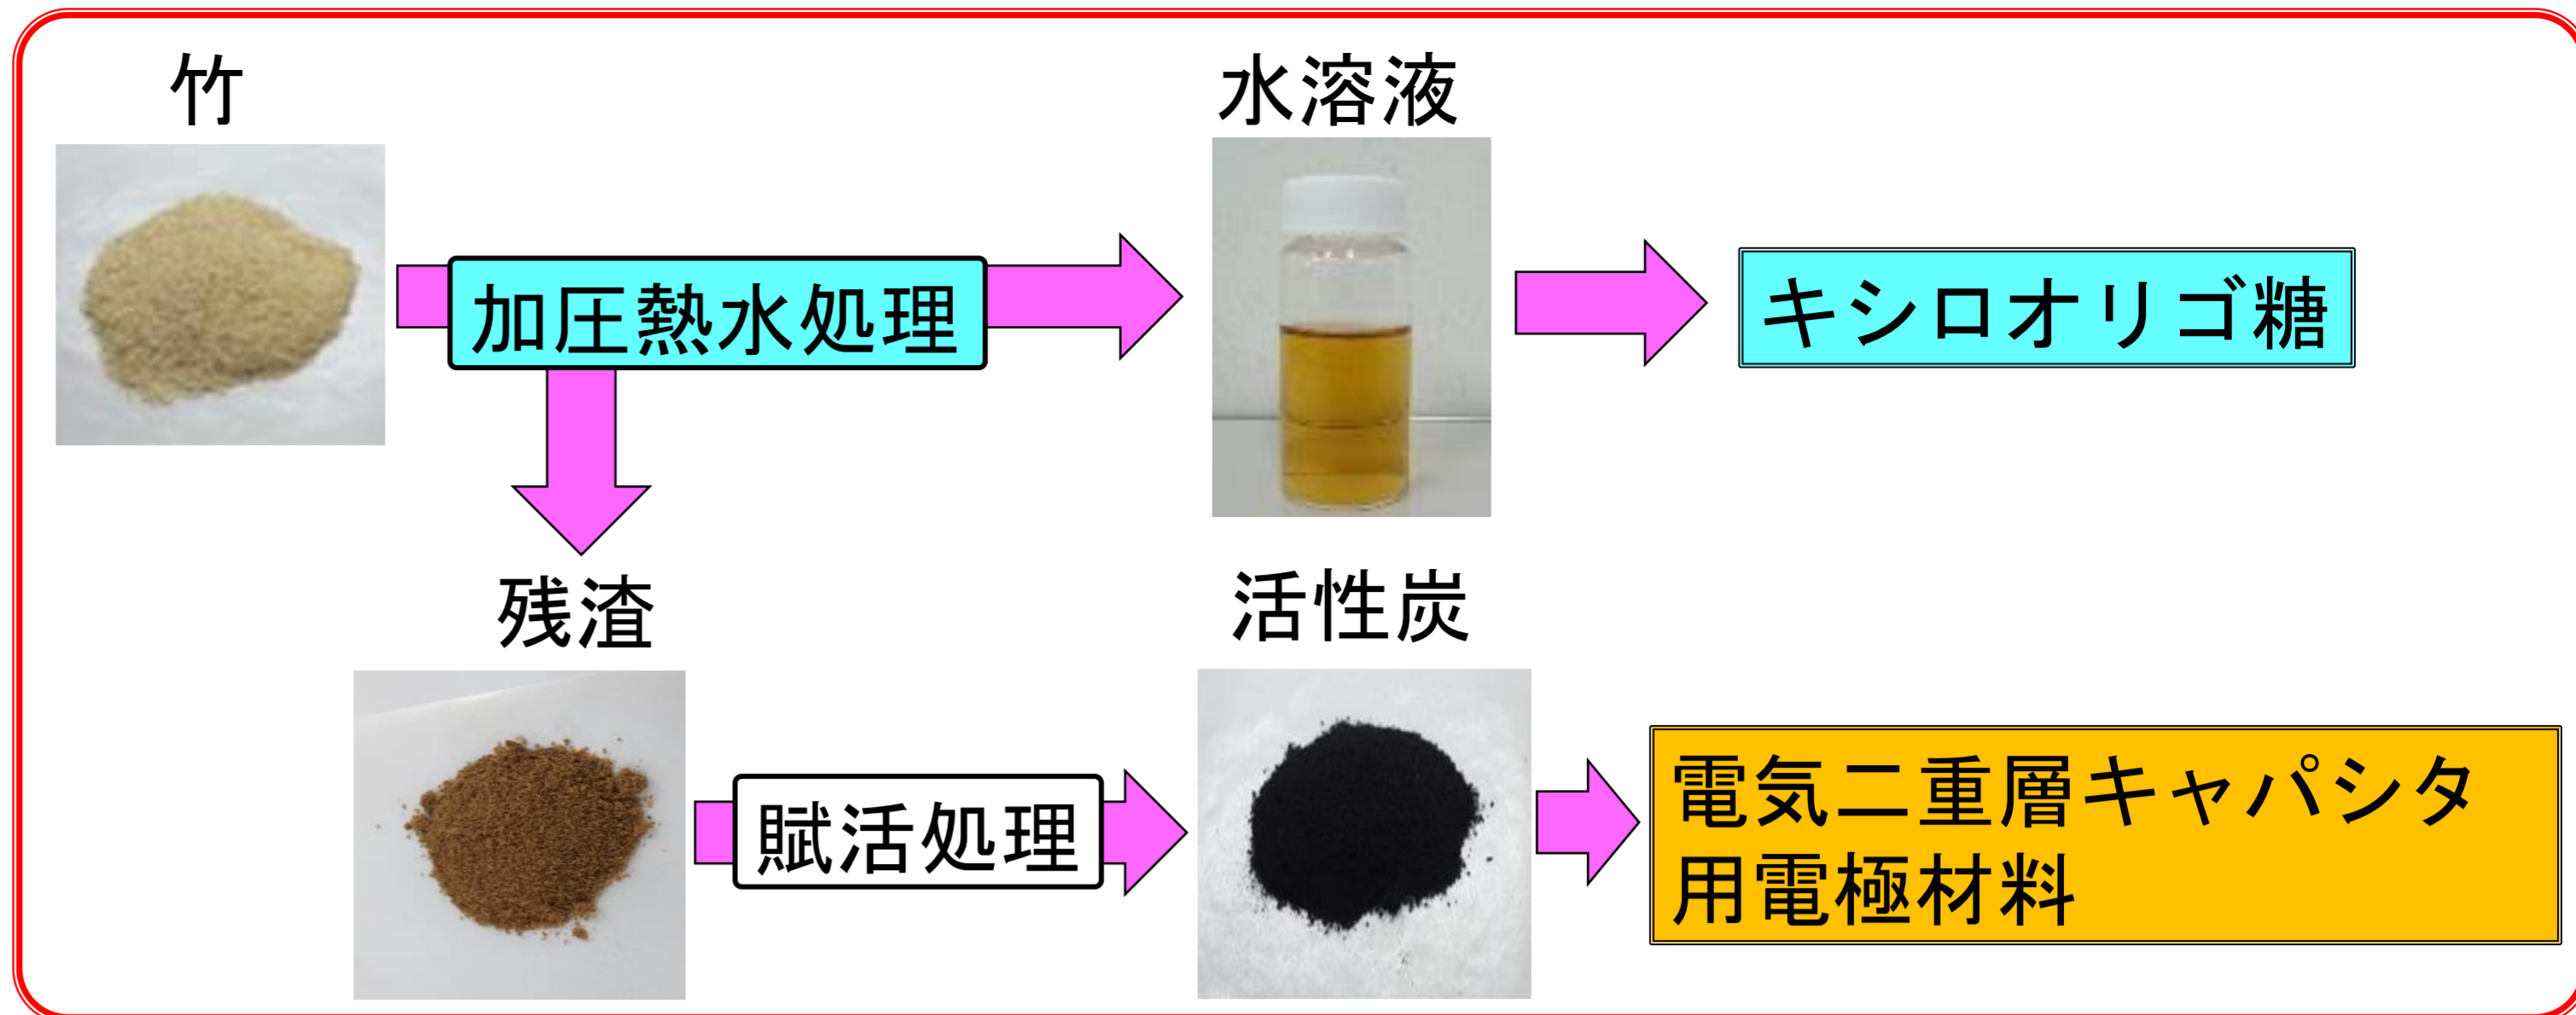 竹
水溶液
加圧熱水処理
キシロオリゴ糖
残渣
活性炭
賦活処理
電気二重層キャパシタ
用電極材料